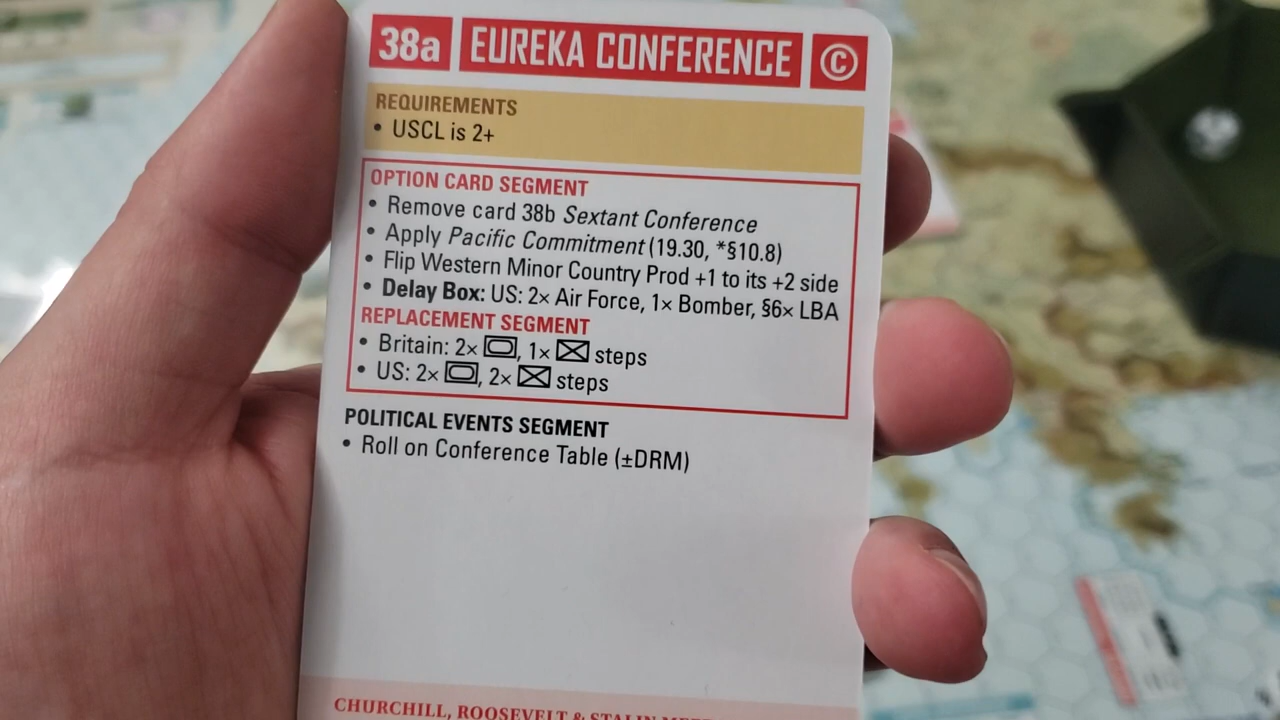 38a EUREKA CONFERENCE ©
REQUIREMENTS
• USCL is 2+
OPTION CARD SEGMENT
• Remove card 38b Sextant Conference
• Apply Pacific Commitment (19.30, *§10.8)
• Flip Western Minor Country Prod +1 to its +2 side
• Delay Box: US: 2× Air Force, 1× Bomber, §6× LBA
REPLACEMENT SEGMENT
• Britain: 2× , 1× steps
• US: 2× , 2× steps
POLITICAL EVENTS SEGMENT
• Roll on Conference Table (±DRM)
CHURCHILL, ROOSEVELT & STALIN